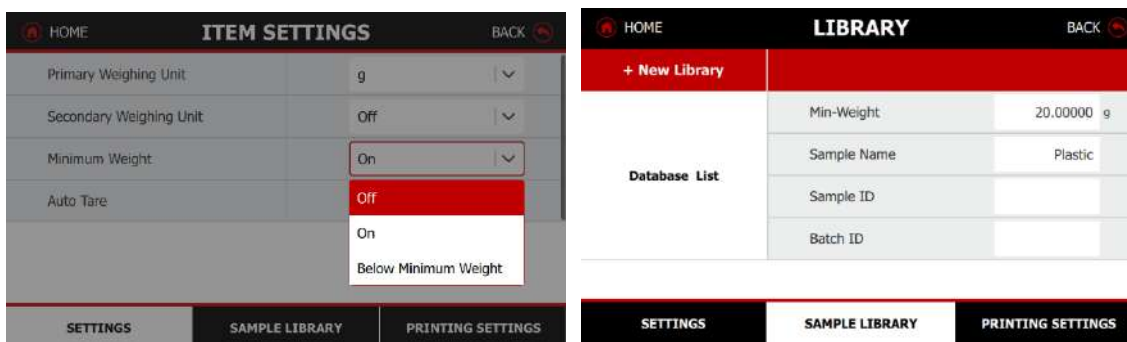 HOME ITEM SETTINGS BACK
Primary Weighing Unit g
Secondary Weighing Unit Off
Minimum Weight On
Auto Tare Off
On
Below Minimum Weight
SETTINGS SAMPLE LIBRARY PRINTING SETTINGS
HOME LIBRARY BACK
+ New Library
Database List
Min-Weight 20.00000 g
Sample Name Plastic
Sample ID
Batch ID
SETTINGS SAMPLE LIBRARY PRINTING SETTINGS